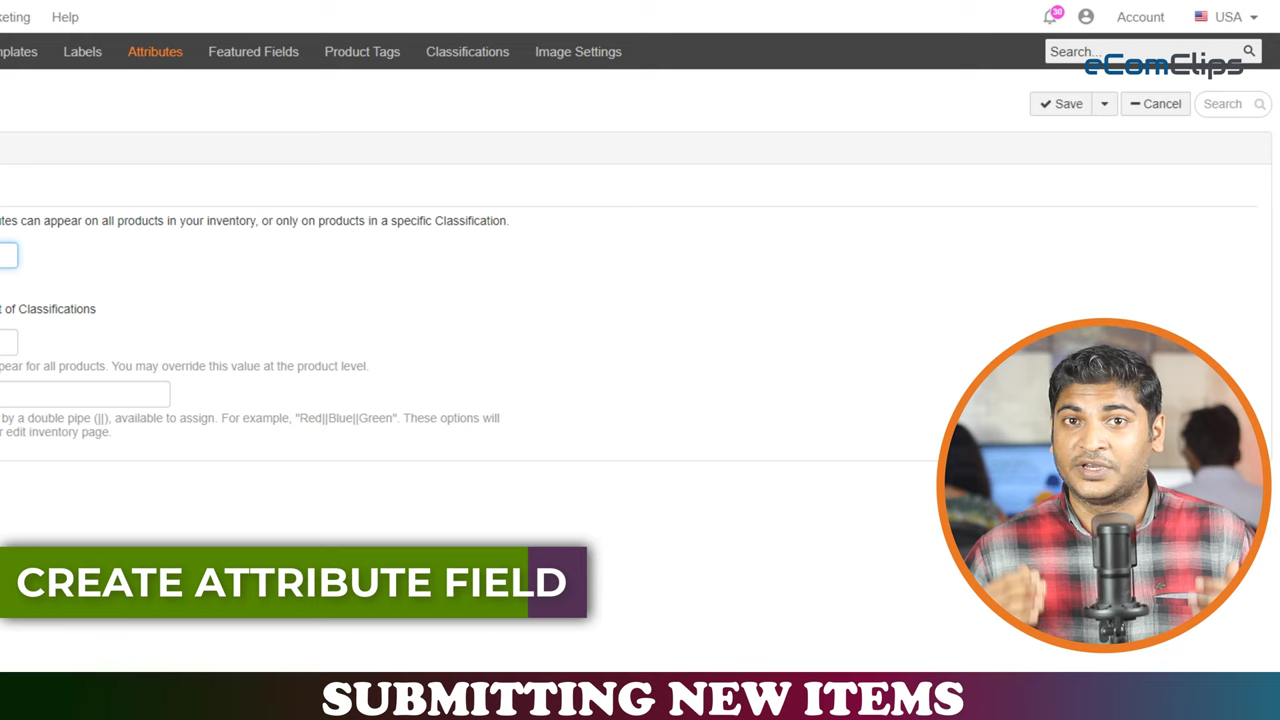 keting Help 30 Account USA
nplates Labels Attributes Featured Fields Product Tags Classifications Image Settings Search...
eComClips
Save Cancel Search
utes can appear on all products in your inventory, or only on products in a specific Classification.
t of Classifications
pear for all products. You may override this value at the product level.
by a double pipe (||), available to assign. For example, "Red||Blue||Green". These options will
r edit inventory page.
CREATE ATTRIBUTE FIELD
SUBMITTING NEW ITEMS